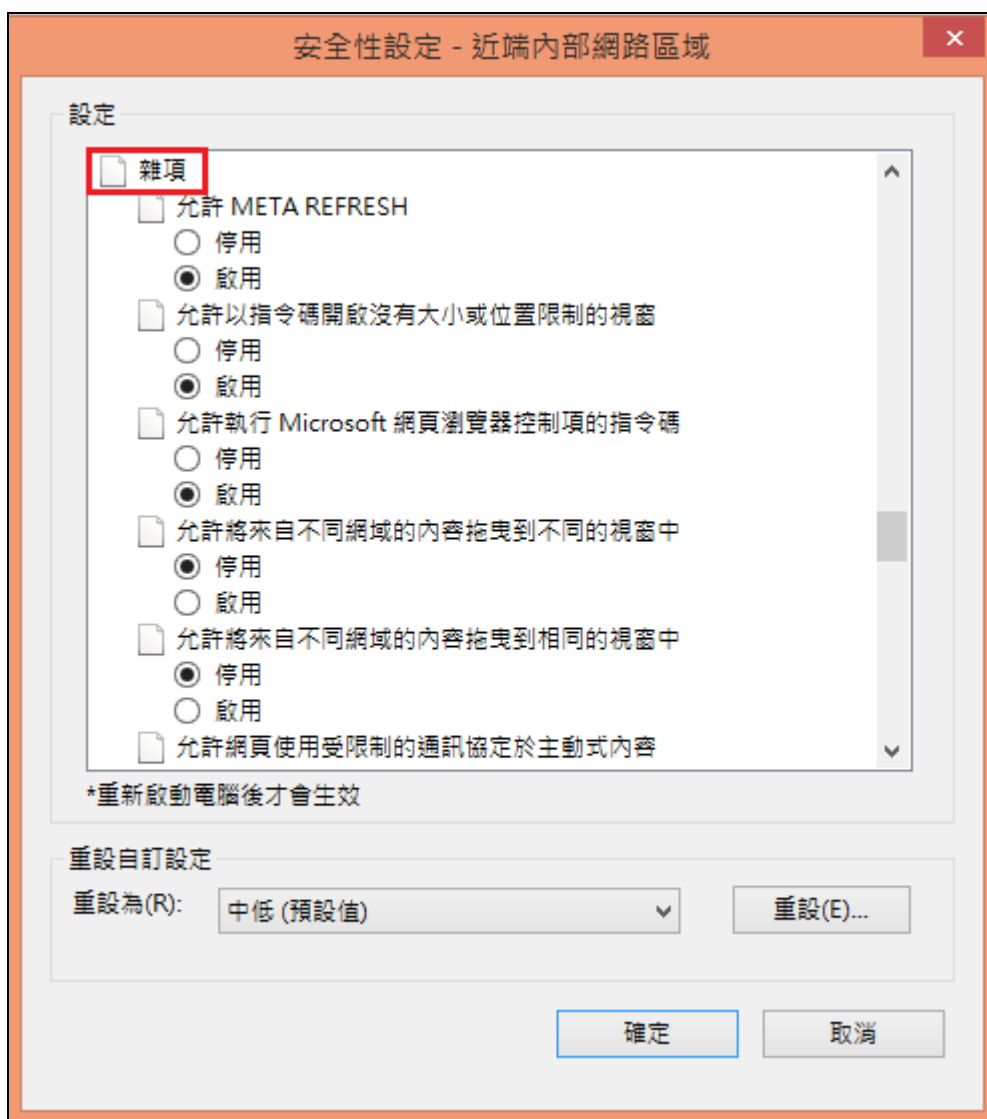 安全性設定 - 近端內部網路區域
設定
雜項
允許 META REFRESH
停用
啟用
允許以指令碼開啟沒有大小或位置限制的視窗
停用
啟用
允許執行 Microsoft 網頁瀏覽器控制項的指令碼
停用
啟用
允許將來自不同網域的內容拖曳到不同的視窗中
停用
啟用
允許將來自不同網域的內容拖曳到相同的視窗中
停用
啟用
允許網頁使用受限制的通訊協定於主動式內容
*重新啟動電腦後才會生效
重設自訂設定
重設為(R): 中低 (預設值) 重設(E)...
確定 取消